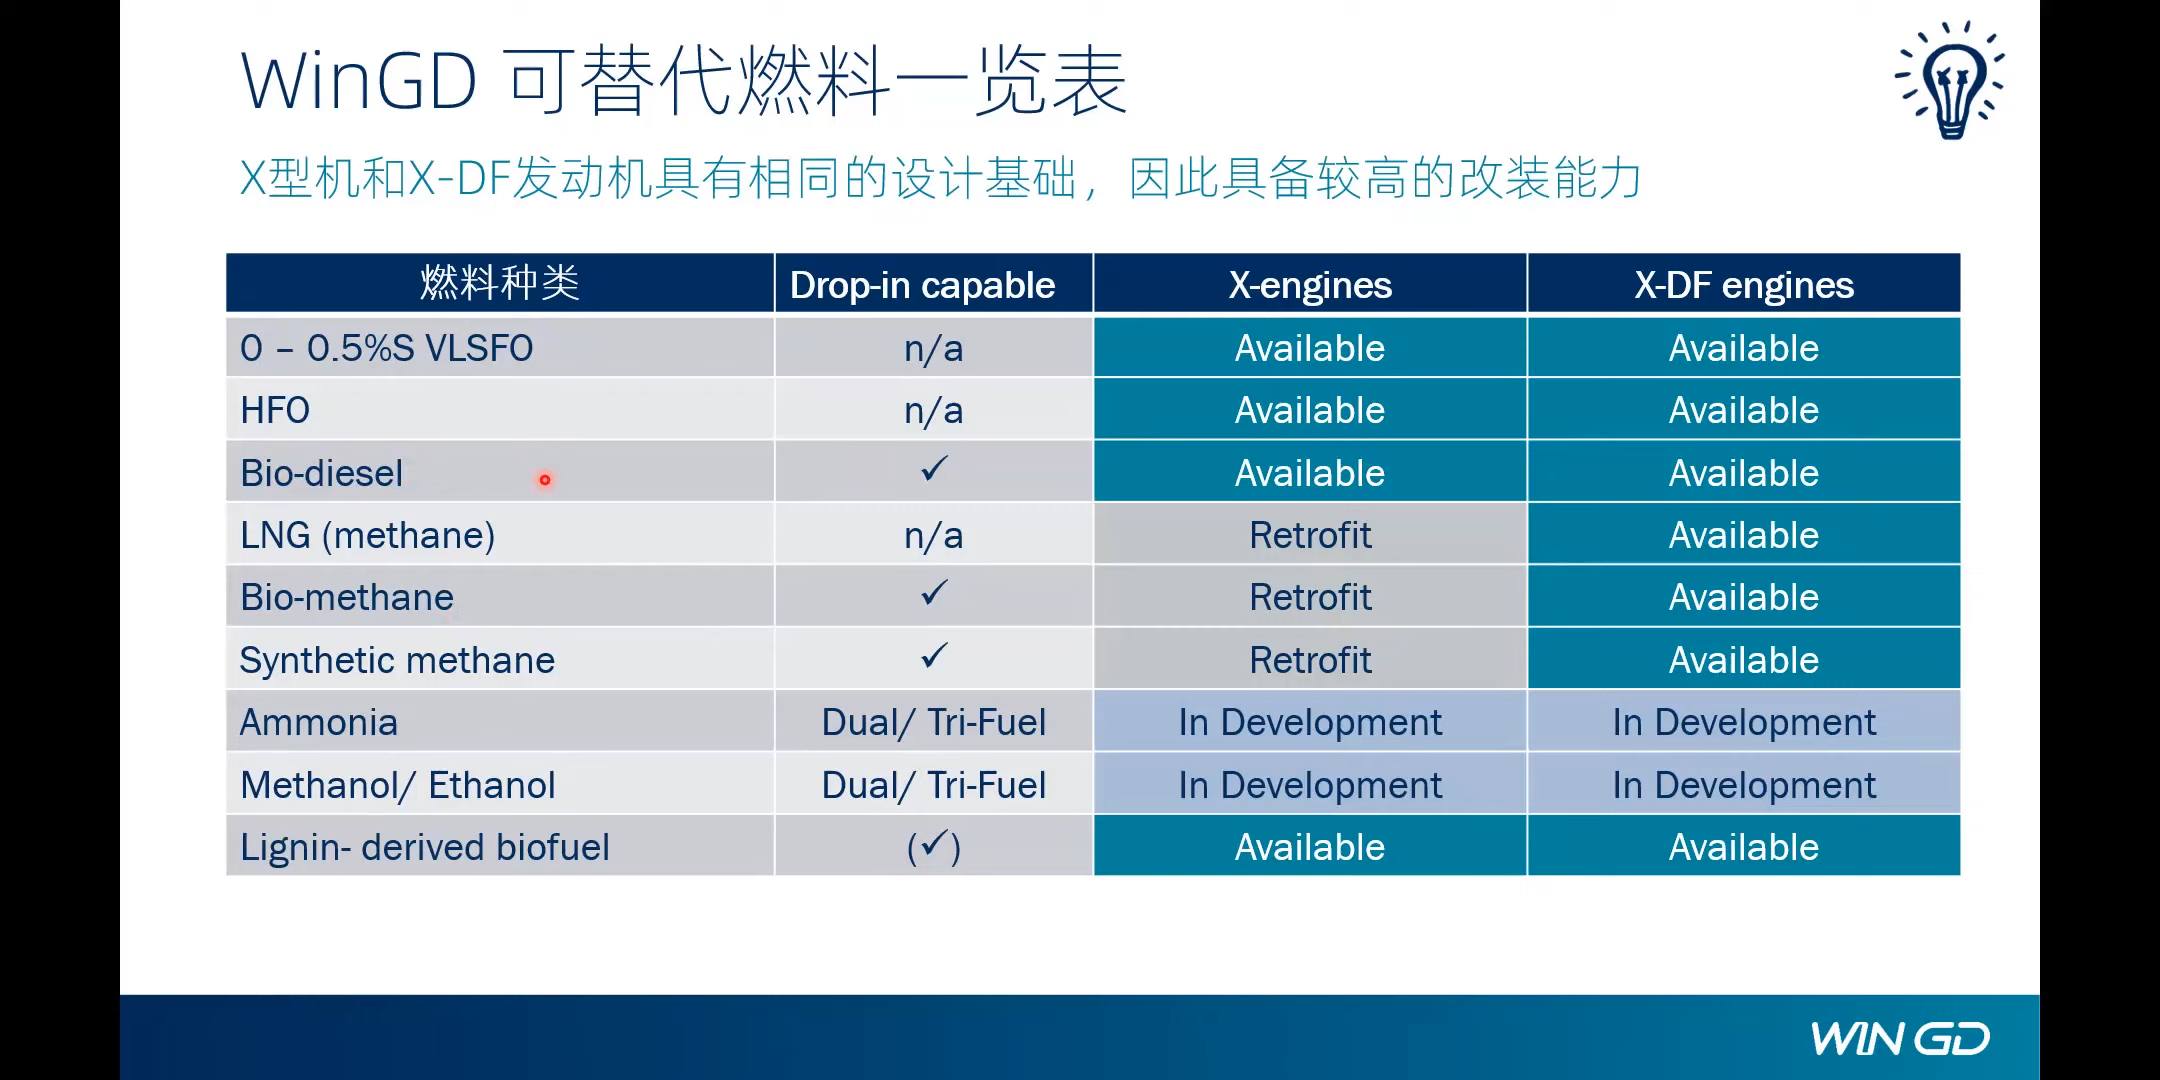 WinGD 可替代燃料一览表
X型机和X-DF发动机具有相同的设计基础，因此具备较高的改装能力
燃料种类 Drop-in capable X-engines X-DF engines
0 – 0.5%S VLSFO n/a Available Available
HFO n/a Available Available
Bio-diesel ✓ Available Available
LNG (methane) n/a Retrofit Available
Bio-methane ✓ Retrofit Available
Synthetic methane ✓ Retrofit Available
Ammonia Dual/ Tri-Fuel In Development In Development
Methanol/ Ethanol Dual/ Tri-Fuel In Development In Development
Lignin- derived biofuel (✓) Available Available
WIN GD